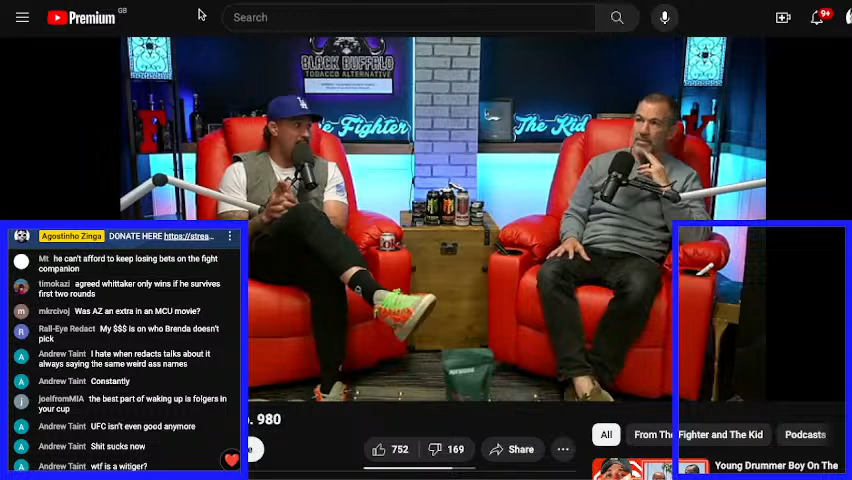 Premium GB
Search
9+
BLACK BUFFALO
TOBACCO ALTERNATIVE
The Fighter
The Kid
Agostinho Zinga DONATE HERE https://strea...
Mt he can't afford to keep losing bets on the fight
companion
timokazi agreed whittaker only wins if he survives
first two rounds
mkrcivoj Was AZ an extra in an MCU movie?
Rall-Eye Redact My $$$ is on who Brenda doesn't
pick
Andrew Taint I hate when redacts talks about it
always saying the same weird ass names
Andrew Taint Constantly
joelfromMIA the best part of waking up is folgers in
your cup
Andrew Taint UFC isn't even good anymore
Andrew Taint Shit sucks now
Andrew Taint wtf is a witiger?
. 980
752
169
Share
All
From The Fighter and The Kid
Podcasts
Young Drummer Boy On The